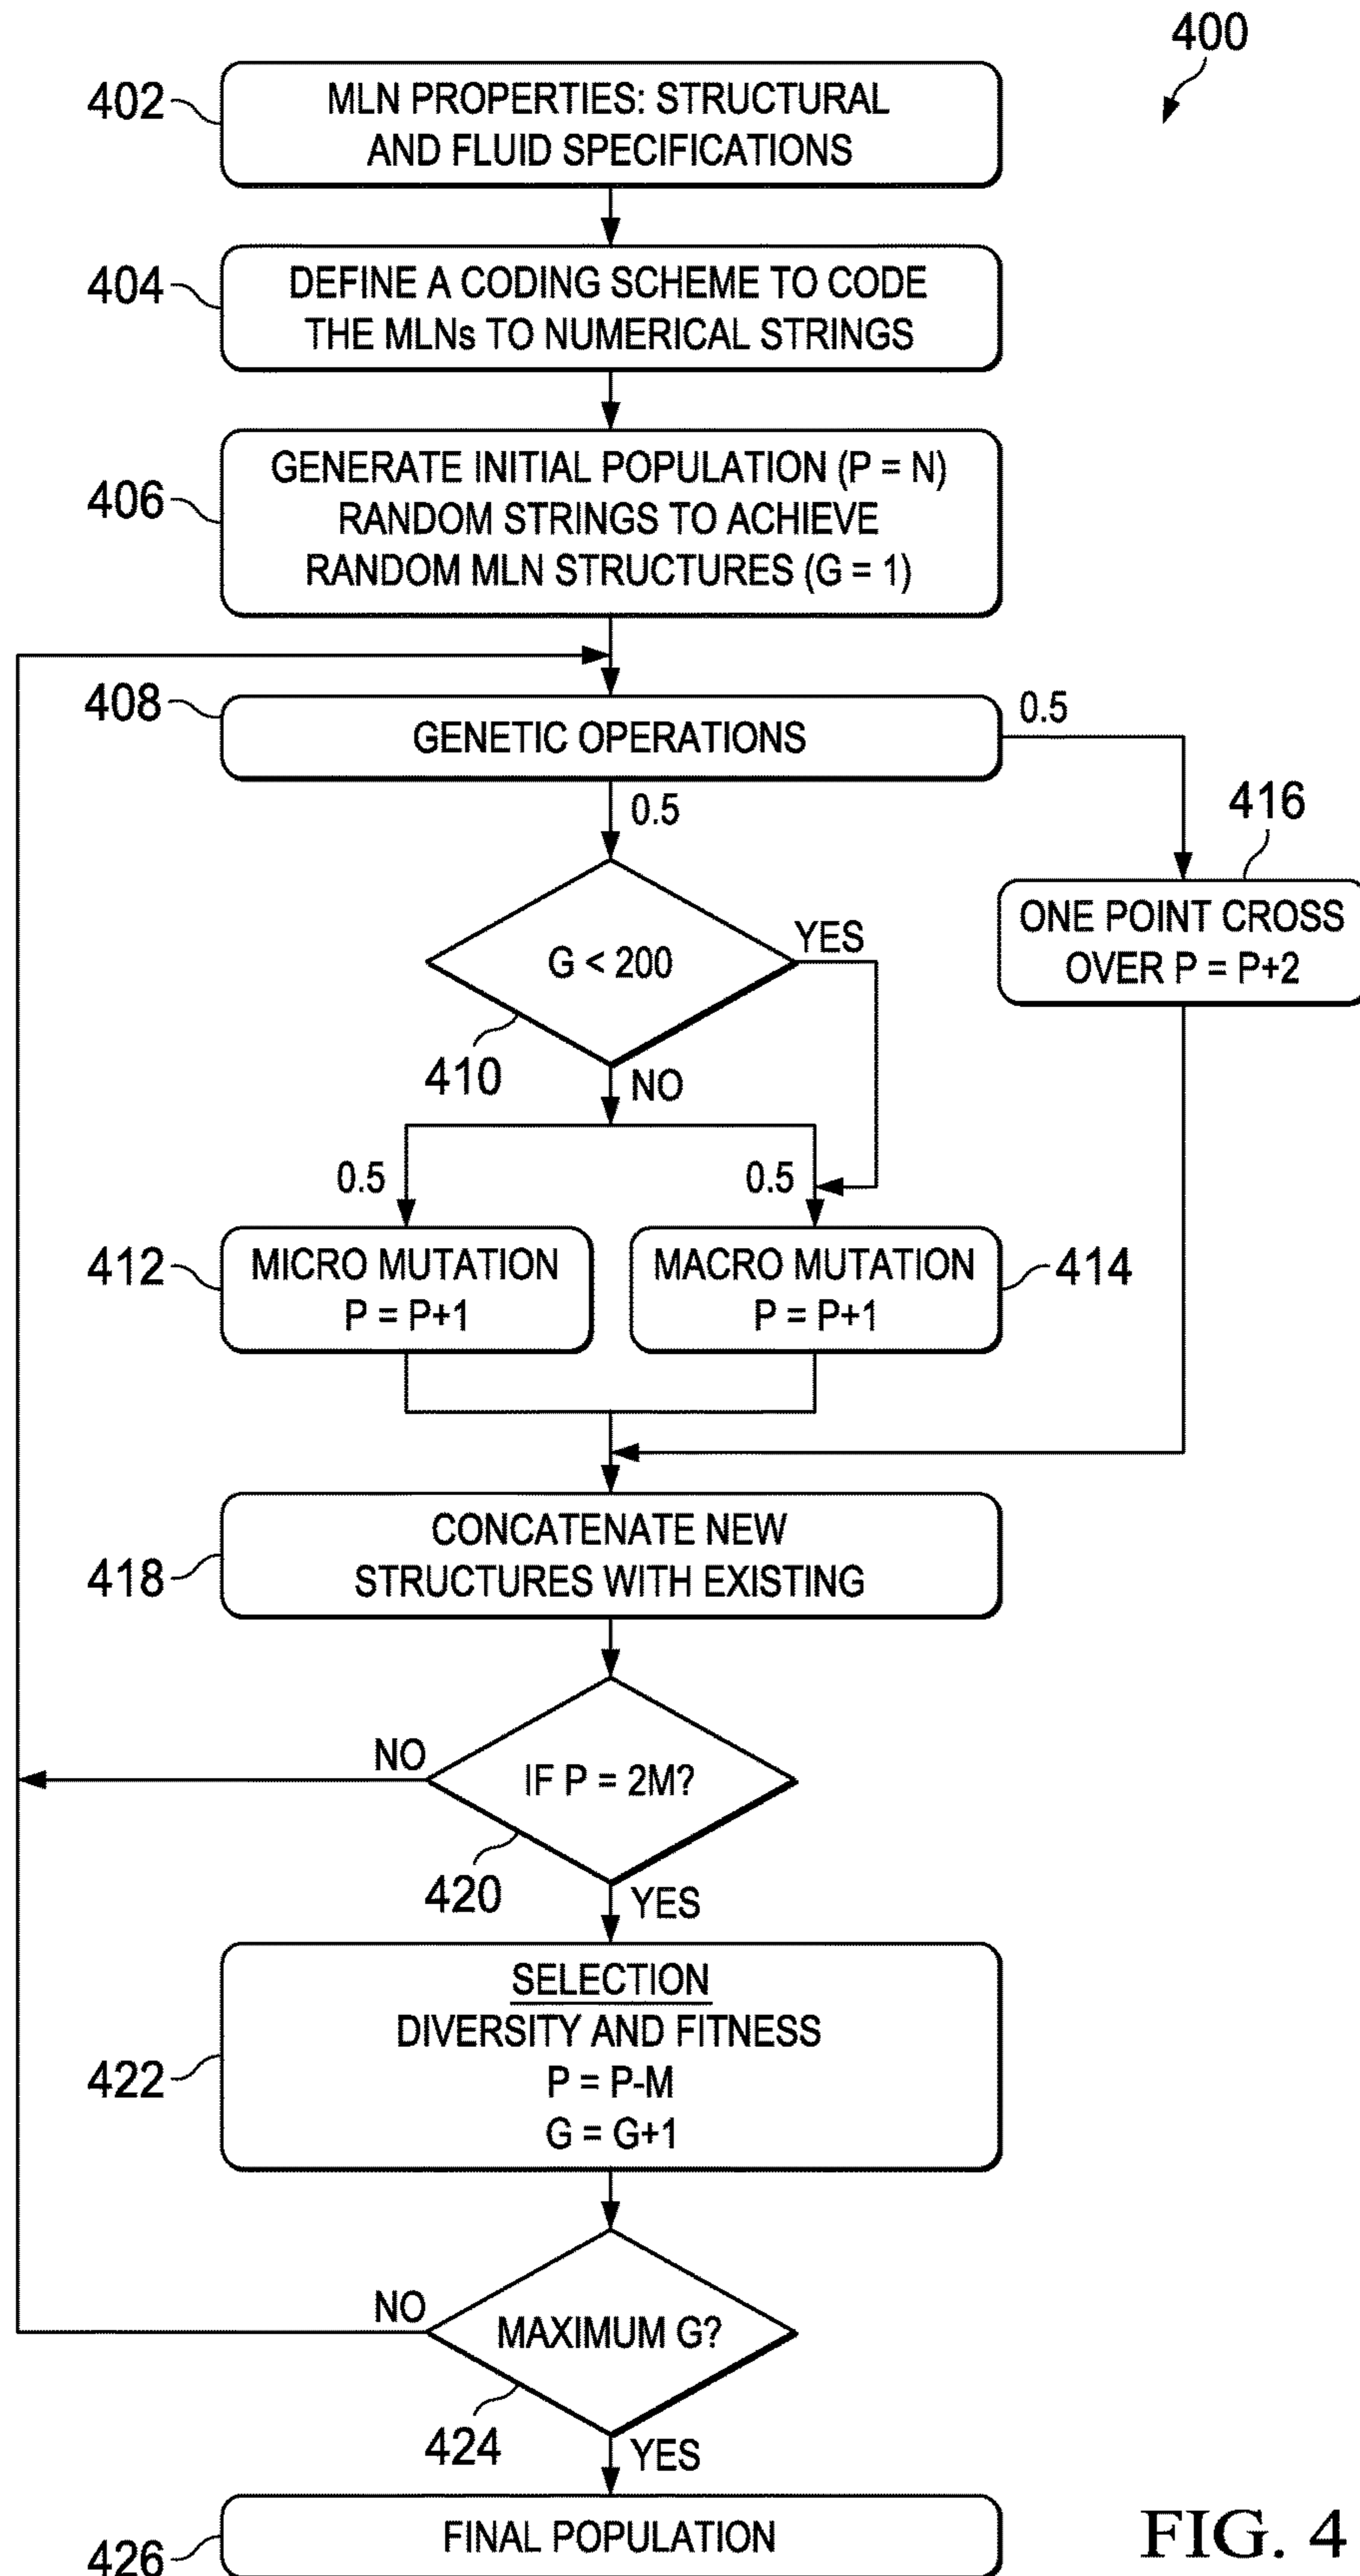 400
402
MLN PROPERTIES: STRUCTURAL
AND FLUID SPECIFICATIONS
404
DEFINE A CODING SCHEME TO CODE
THE MLNs TO NUMERICAL STRINGS
406
GENERATE INITIAL POPULATION (P = N)
RANDOM STRINGS TO ACHIEVE
RANDOM MLN STRUCTURES (G = 1)
408
GENETIC OPERATIONS
0.5
0.5
416
ONE POINT CROSS
OVER P = P+2
G < 200
YES
410
NO
0.5
0.5
412
MICRO MUTATION
P = P+1
MACRO MUTATION
P = P+1
414
418
CONCATENATE NEW
STRUCTURES WITH EXISTING
NO
IF P = 2M?
420
YES
422
SELECTION
DIVERSITY AND FITNESS
P = P-M
G = G+1
NO
MAXIMUM G?
424
YES
426
FINAL POPULATION
FIG. 4